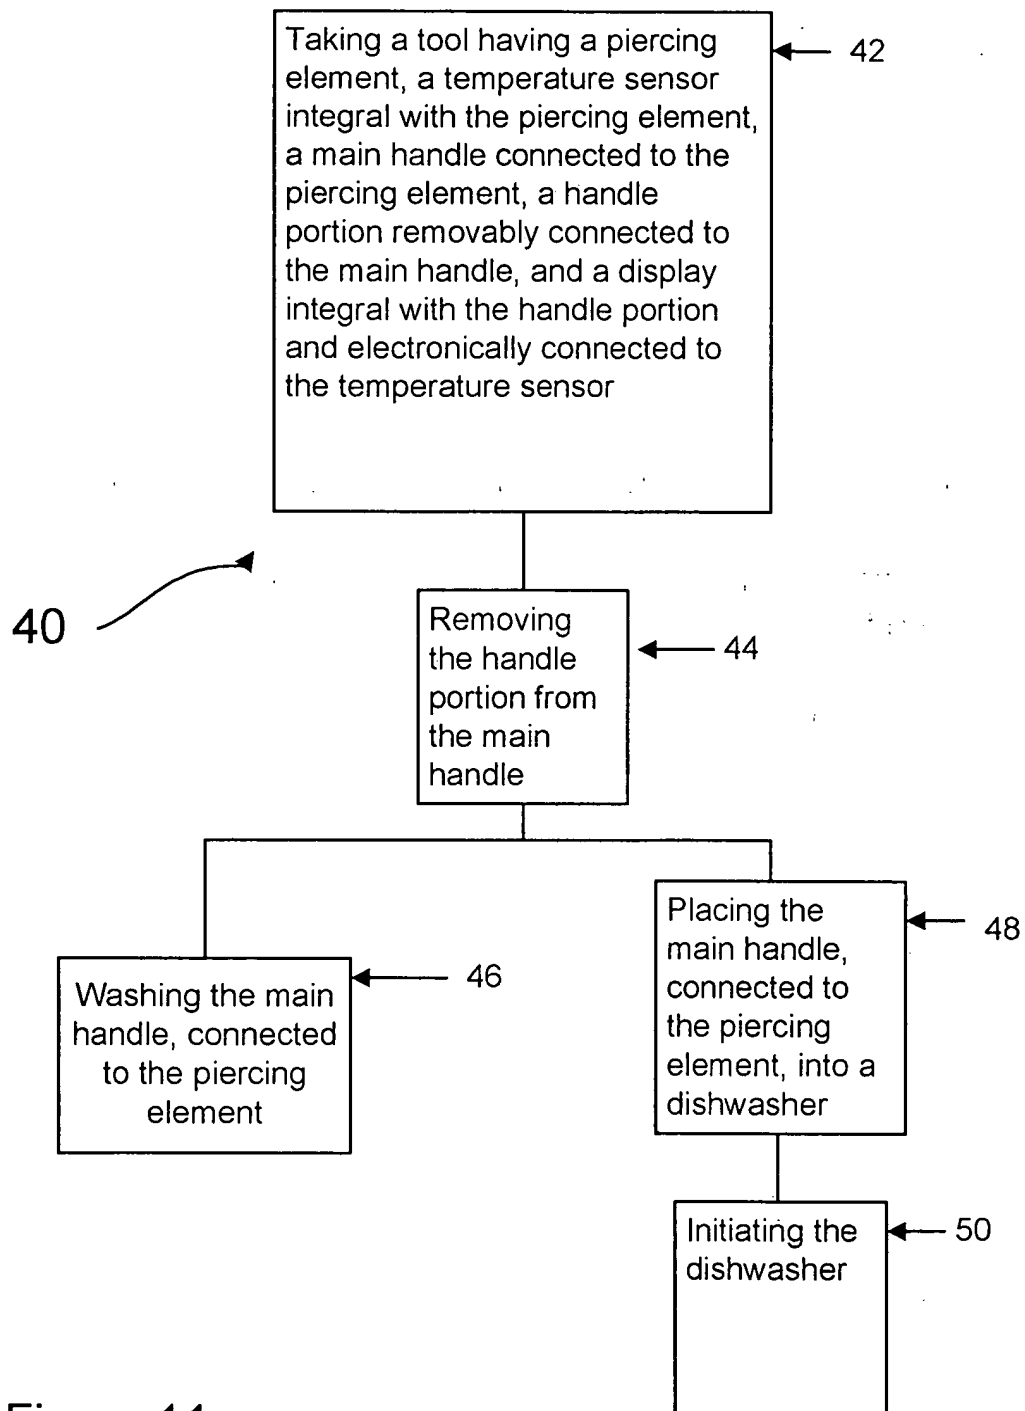 Taking a tool having a piercing
element, a temperature sensor
integral with the piercing element,
a main handle connected to the
piercing element, a handle
portion removably connected to
the main handle, and a display
integral with the handle portion
and electronically connected to
the temperature sensor
42
40
Removing
the handle
portion from
the main
handle
44
Washing the main
handle, connected
to the piercing
element
46
Placing the
main handle,
connected to
the piercing
element, into a
dishwasher
48
Initiating the
dishwasher
50